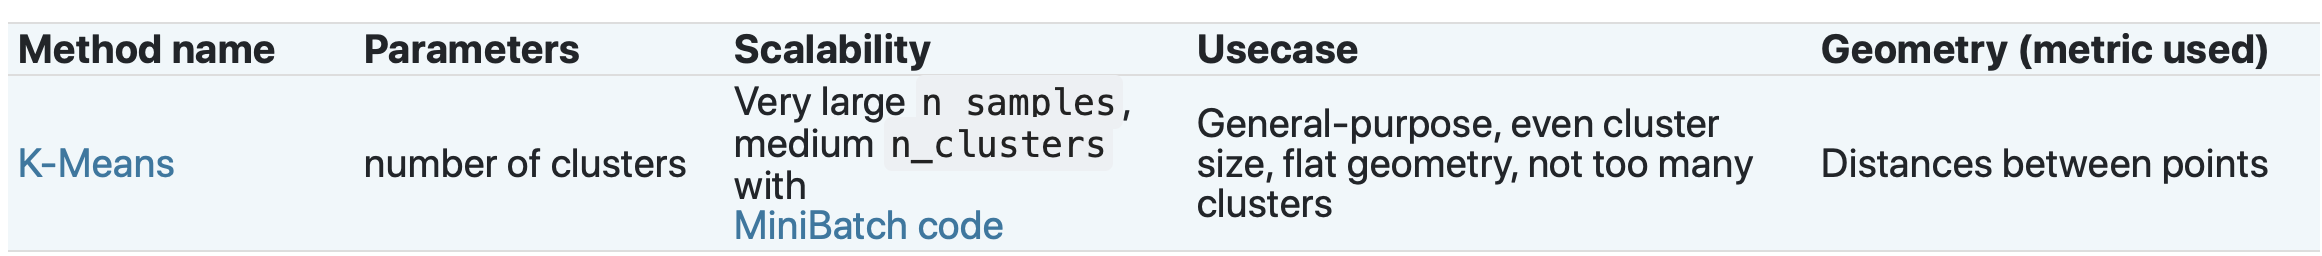 Method name Parameters Scalability Usecase Geometry (metric used)
K-Means
number of clusters
Very large n samples,
medium n_clusters
with
MiniBatch code
General-purpose, even cluster
size, flat geometry, not too many
clusters
Distances between points